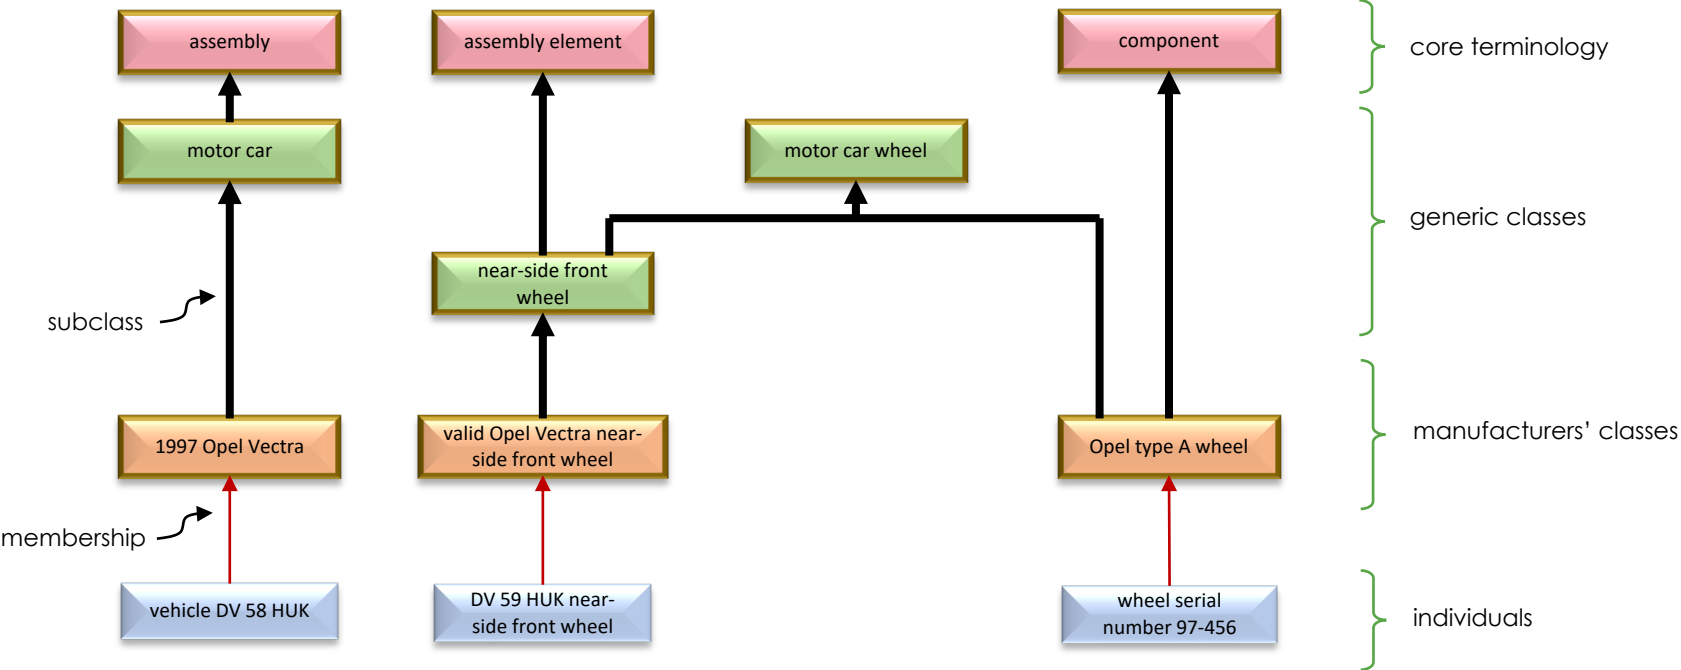 assembly
assembly element
component
core terminology
motor car
motor car wheel
generic classes
near-side front
wheel
subclass
1997 Opel Vectra
valid Opel Vectra near-
side front wheel
Opel type A wheel
manufacturers’ classes
membership
vehicle DV 58 HUK
DV 59 HUK near-
side front wheel
wheel serial
number 97-456
individuals